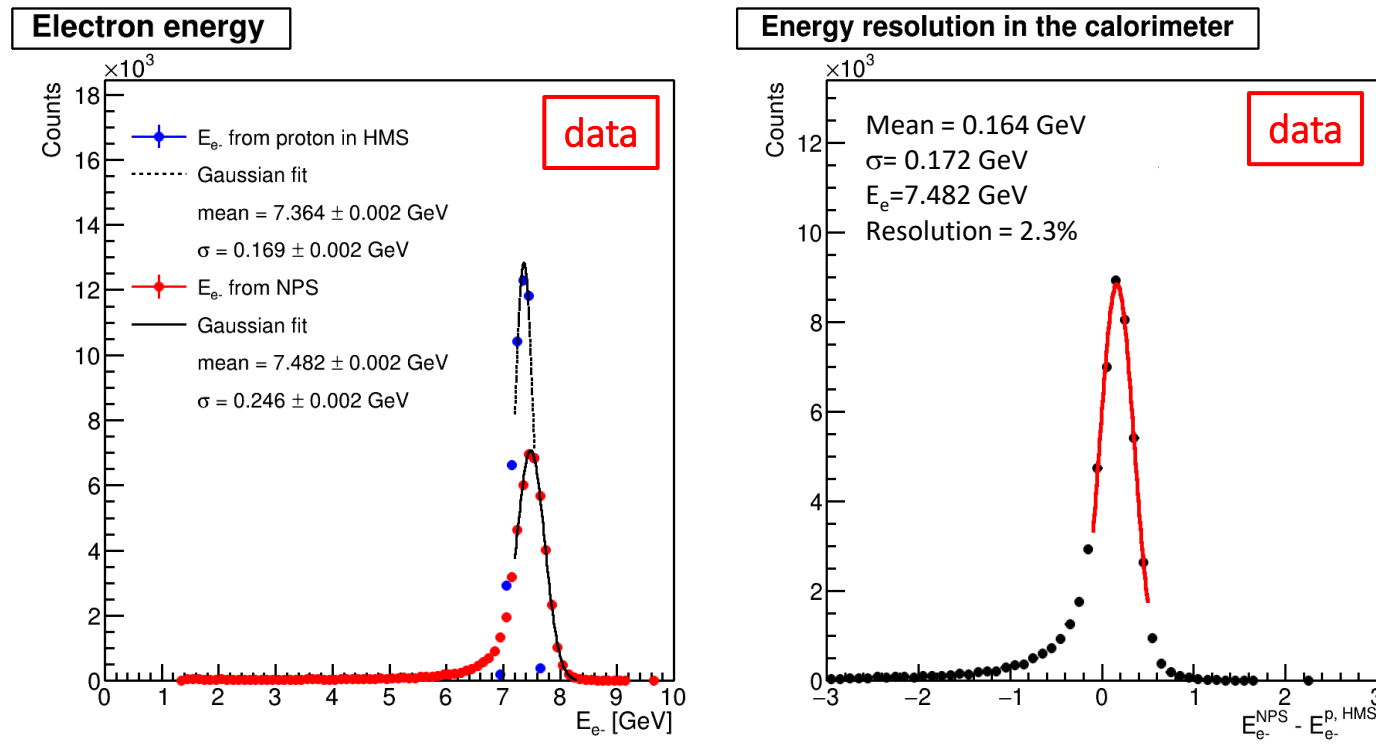 Electron energy
×10³
Counts
18
16
14
12
10
8
6
4
2
0
0 1 2 3 4 5 6 7 8 9 10
E_e- [GeV]
data
E_e- from proton in HMS
Gaussian fit
mean = 7.364 ± 0.002 GeV
σ = 0.169 ± 0.002 GeV
E_e- from NPS
Gaussian fit
mean = 7.482 ± 0.002 GeV
σ = 0.246 ± 0.002 GeV
Energy resolution in the calorimeter
×10³
Counts
12
10
8
6
4
2
0
−3 −2 −1 0 1 2 3
E_e-^NPS - E_e-^p, HMS
data
Mean = 0.164 GeV
σ= 0.172 GeV
E_e=7.482 GeV
Resolution = 2.3%